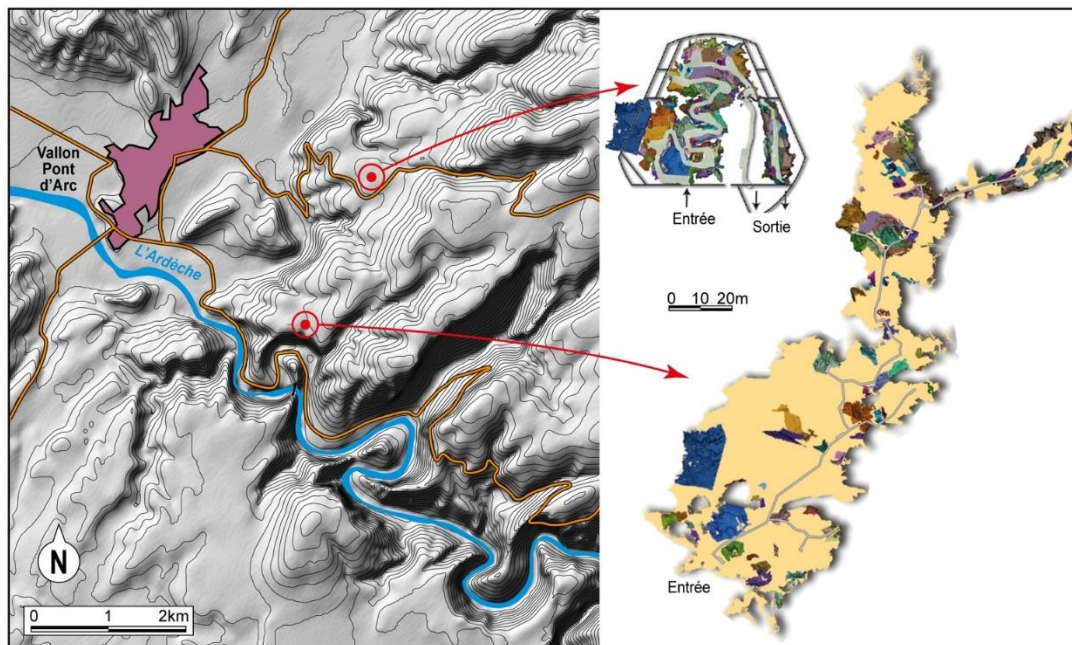 Vallon
Pont
d'Arc
L'Ardèche
N
0 1 2km
Entrée
Sortie
0 10 20m
Entrée